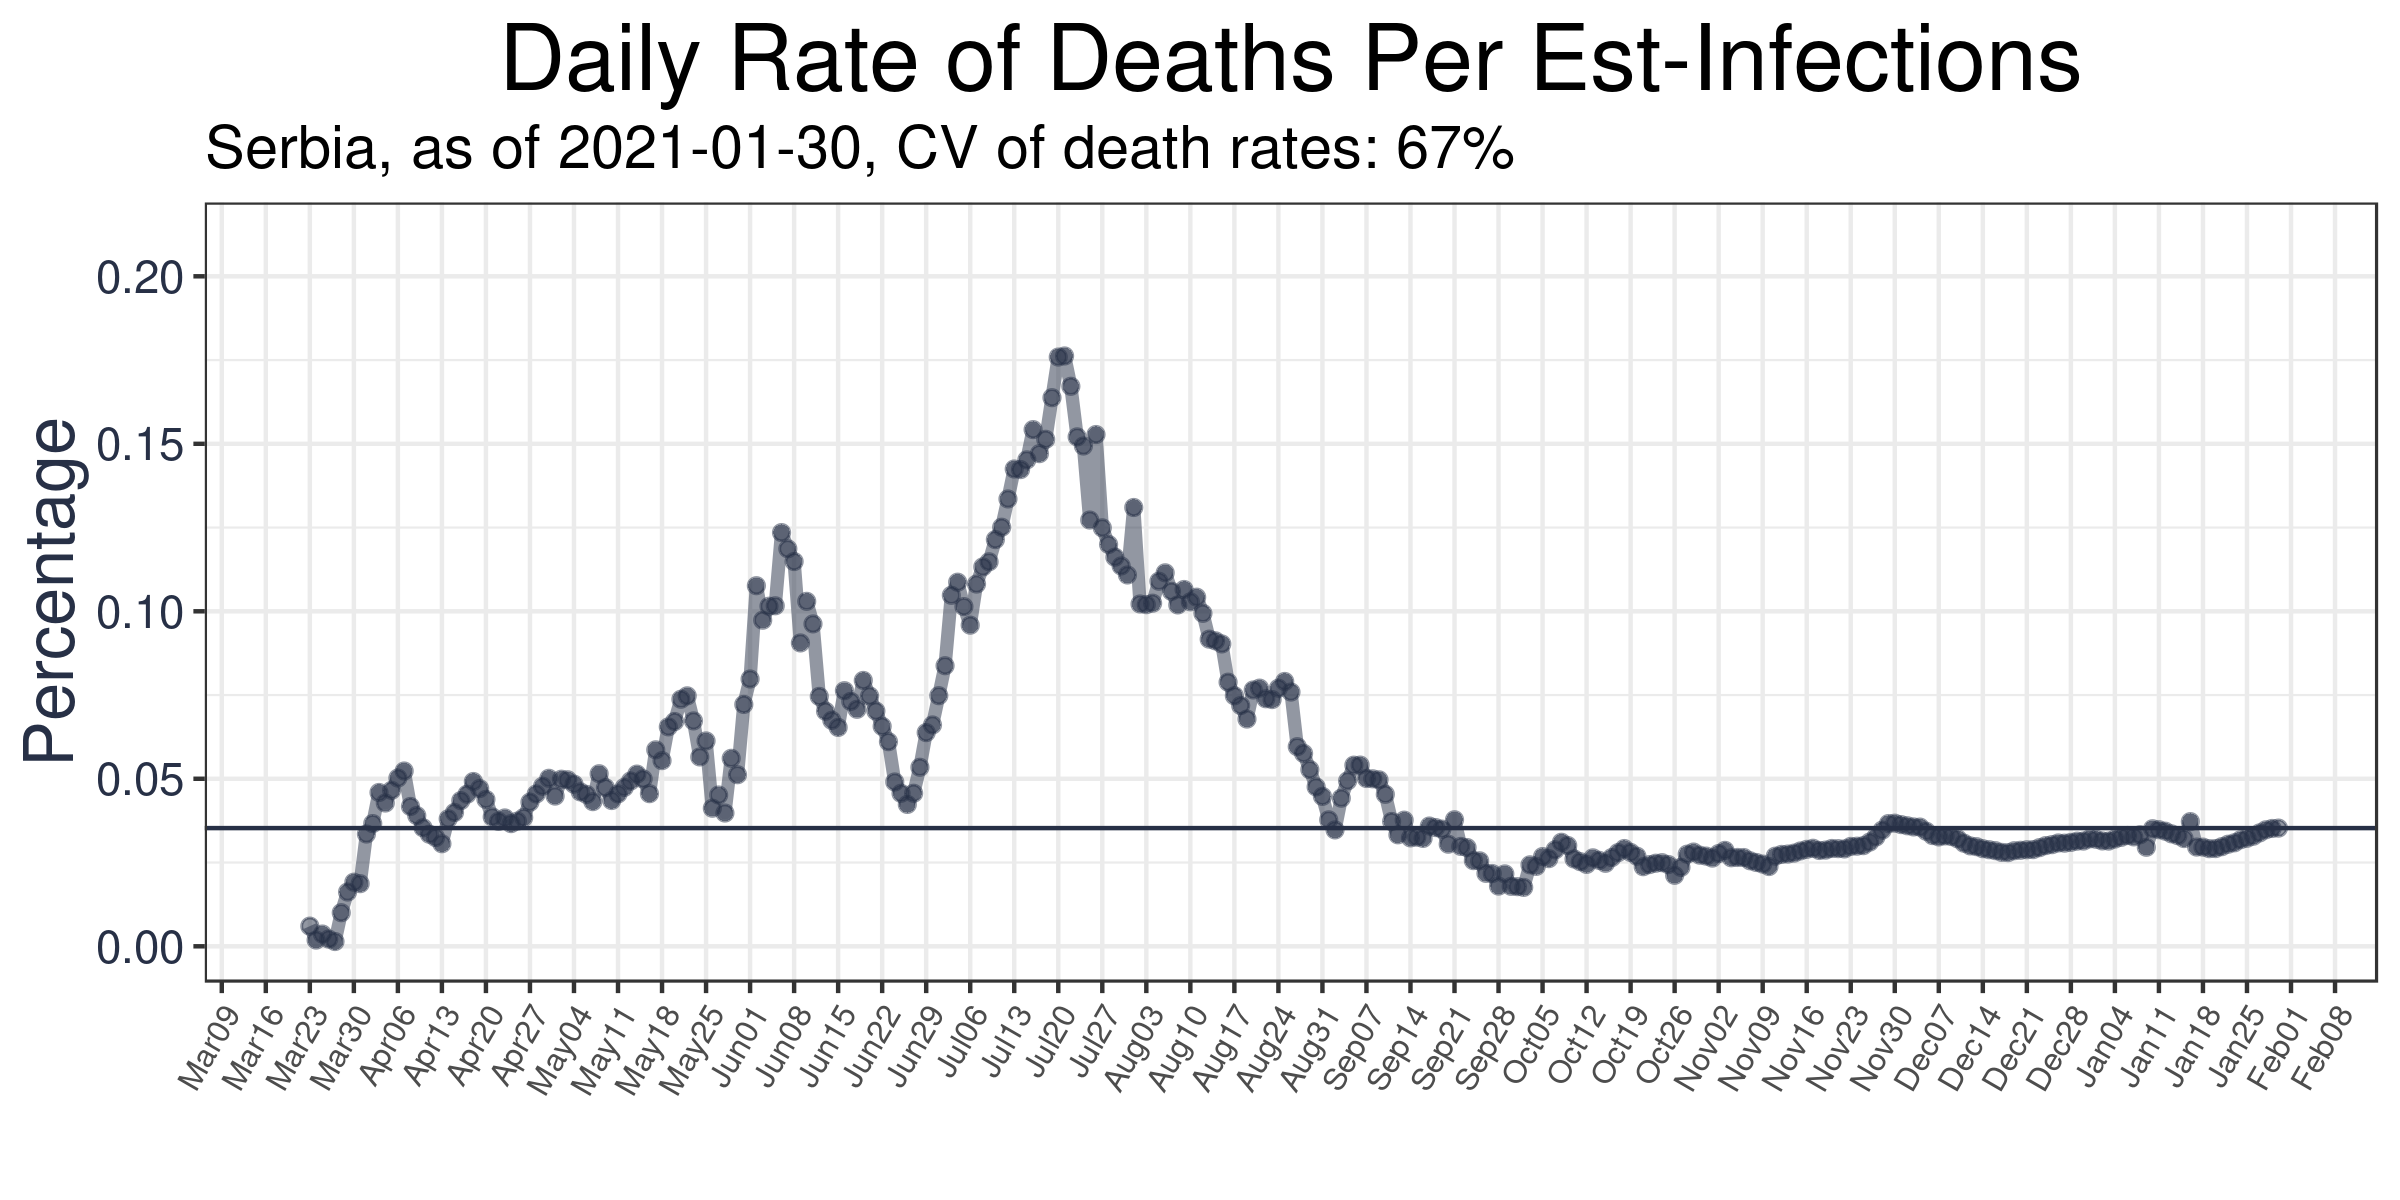 Daily Rate of Deaths Per Est-Infections
Serbia, as of 2021-01-30, CV of death rates: 67%
Percentage
0.20
0.15
0.10
0.05
0.00
Mar09
Mar16
Mar23
Mar30
Apr06
Apr13
Apr20
Apr27
May04
May11
May18
May25
Jun01
Jun08
Jun15
Jun22
Jun29
Jul06
Jul13
Jul20
Jul27
Aug03
Aug10
Aug17
Aug24
Aug31
Sep07
Sep14
Sep21
Sep28
Oct05
Oct12
Oct19
Oct26
Nov02
Nov09
Nov16
Nov23
Nov30
Dec07
Dec14
Dec21
Dec28
Jan04
Jan11
Jan18
Jan25
Feb01
Feb08